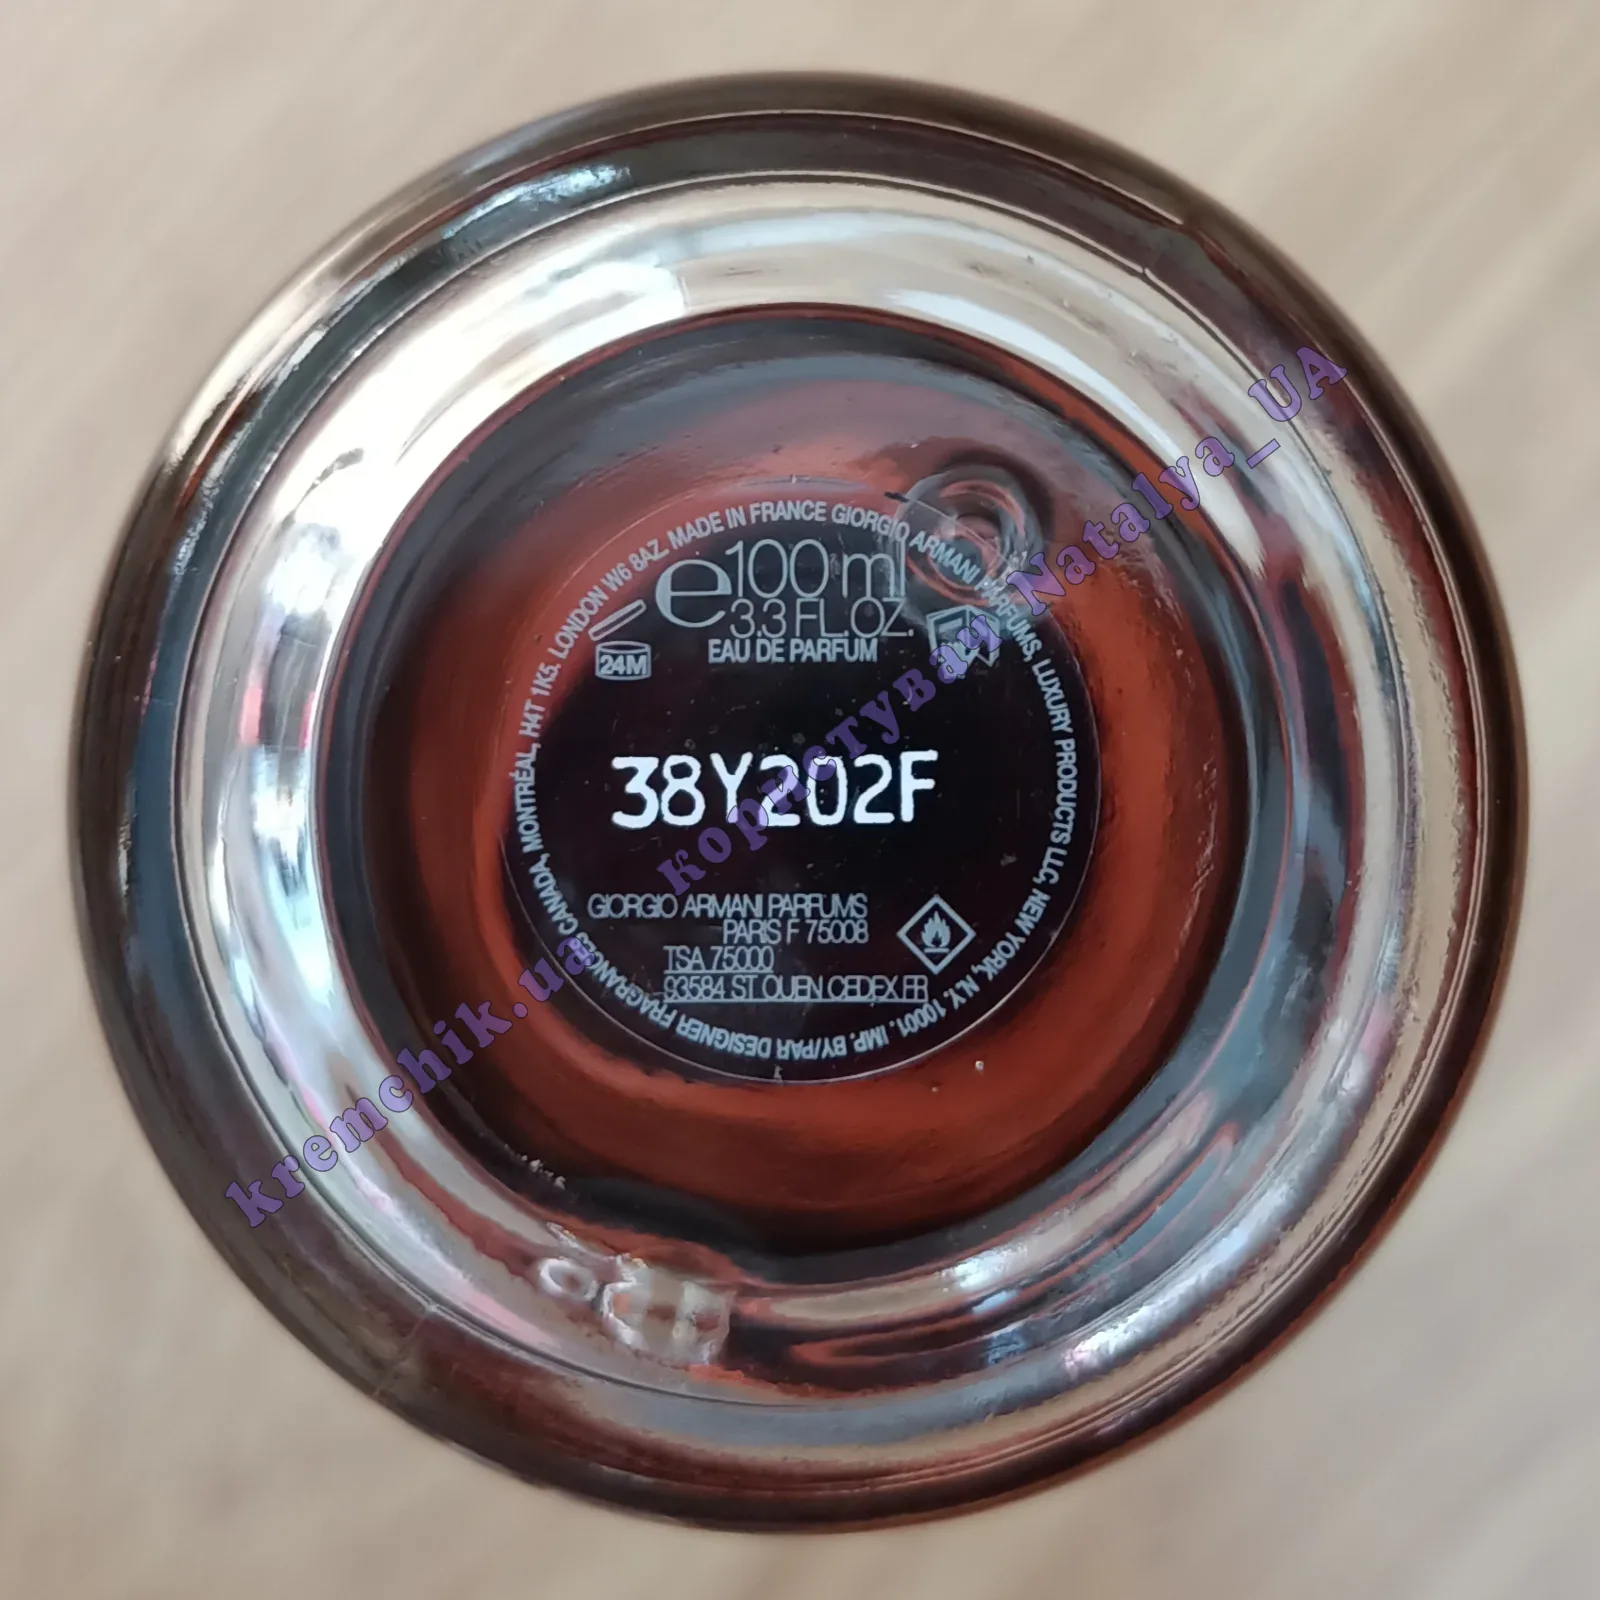 MADE IN FRANCE GIORGIO ARMANI PARFUMS, LUXURY PRODUCTS LLC, NEW YORK, N.Y. 10001. IMP. BY/PAR DESIGNER FRAGRANCES CANADA, MONTRÉAL, H4T 1K5. LONDON W6 8AZ.
e 100 ml
3.3 FL.OZ.
EAU DE PARFUM
24M
38Y202F
GIORGIO ARMANI PARFUMS
PARIS F 75008
TSA 75000
93584 ST OUEN CEDEX FR
kremchik.ua користувач Natalya_UA